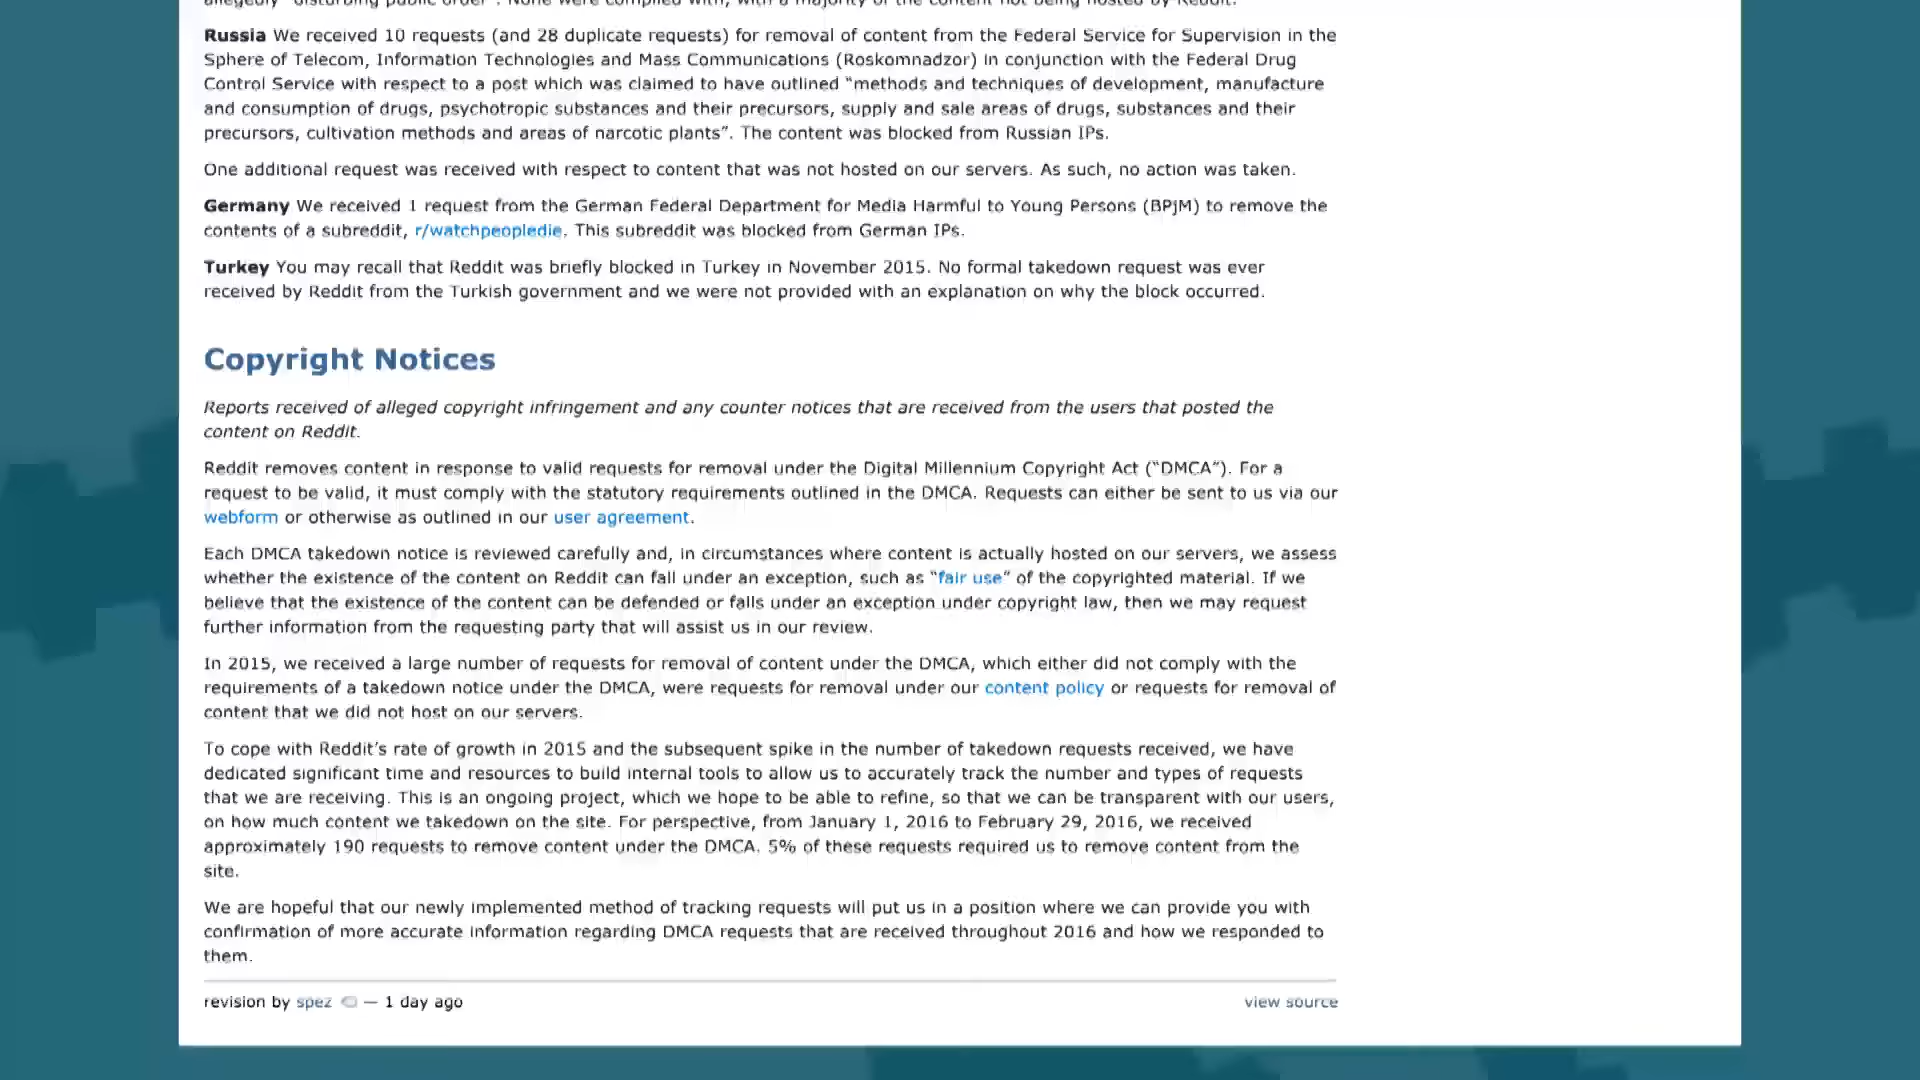 allegedly "disturbing public order". None were complied with, with a majority of the content not being hosted by Reddit.
Russia We received 10 requests (and 28 duplicate requests) for removal of content from the Federal Service for Supervision in the
Sphere of Telecom, Information Technologies and Mass Communications (Roskomnadzor) in conjunction with the Federal Drug
Control Service with respect to a post which was claimed to have outlined “methods and techniques of development, manufacture
and consumption of drugs, psychotropic substances and their precursors, supply and sale areas of drugs, substances and their
precursors, cultivation methods and areas of narcotic plants”. The content was blocked from Russian IPs.
One additional request was received with respect to content that was not hosted on our servers. As such, no action was taken.
Germany We received 1 request from the German Federal Department for Media Harmful to Young Persons (BPjM) to remove the
contents of a subreddit, r/watchpeopledie. This subreddit was blocked from German IPs.
Turkey You may recall that Reddit was briefly blocked in Turkey in November 2015. No formal takedown request was ever
received by Reddit from the Turkish government and we were not provided with an explanation on why the block occurred.
Copyright Notices
Reports received of alleged copyright infringement and any counter notices that are received from the users that posted the
content on Reddit.
Reddit removes content in response to valid requests for removal under the Digital Millennium Copyright Act (“DMCA”). For a
request to be valid, it must comply with the statutory requirements outlined in the DMCA. Requests can either be sent to us via our
webform or otherwise as outlined in our user agreement.
Each DMCA takedown notice is reviewed carefully and, in circumstances where content is actually hosted on our servers, we assess
whether the existence of the content on Reddit can fall under an exception, such as “fair use” of the copyrighted material. If we
believe that the existence of the content can be defended or falls under an exception under copyright law, then we may request
further information from the requesting party that will assist us in our review.
In 2015, we received a large number of requests for removal of content under the DMCA, which either did not comply with the
requirements of a takedown notice under the DMCA, were requests for removal under our content policy or requests for removal of
content that we did not host on our servers.
To cope with Reddit’s rate of growth in 2015 and the subsequent spike in the number of takedown requests received, we have
dedicated significant time and resources to build internal tools to allow us to accurately track the number and types of requests
that we are receiving. This is an ongoing project, which we hope to be able to refine, so that we can be transparent with our users,
on how much content we takedown on the site. For perspective, from January 1, 2016 to February 29, 2016, we received
approximately 190 requests to remove content under the DMCA. 5% of these requests required us to remove content from the
site.
We are hopeful that our newly implemented method of tracking requests will put us in a position where we can provide you with
confirmation of more accurate information regarding DMCA requests that are received throughout 2016 and how we responded to
them.
revision by spez — 1 day ago view source